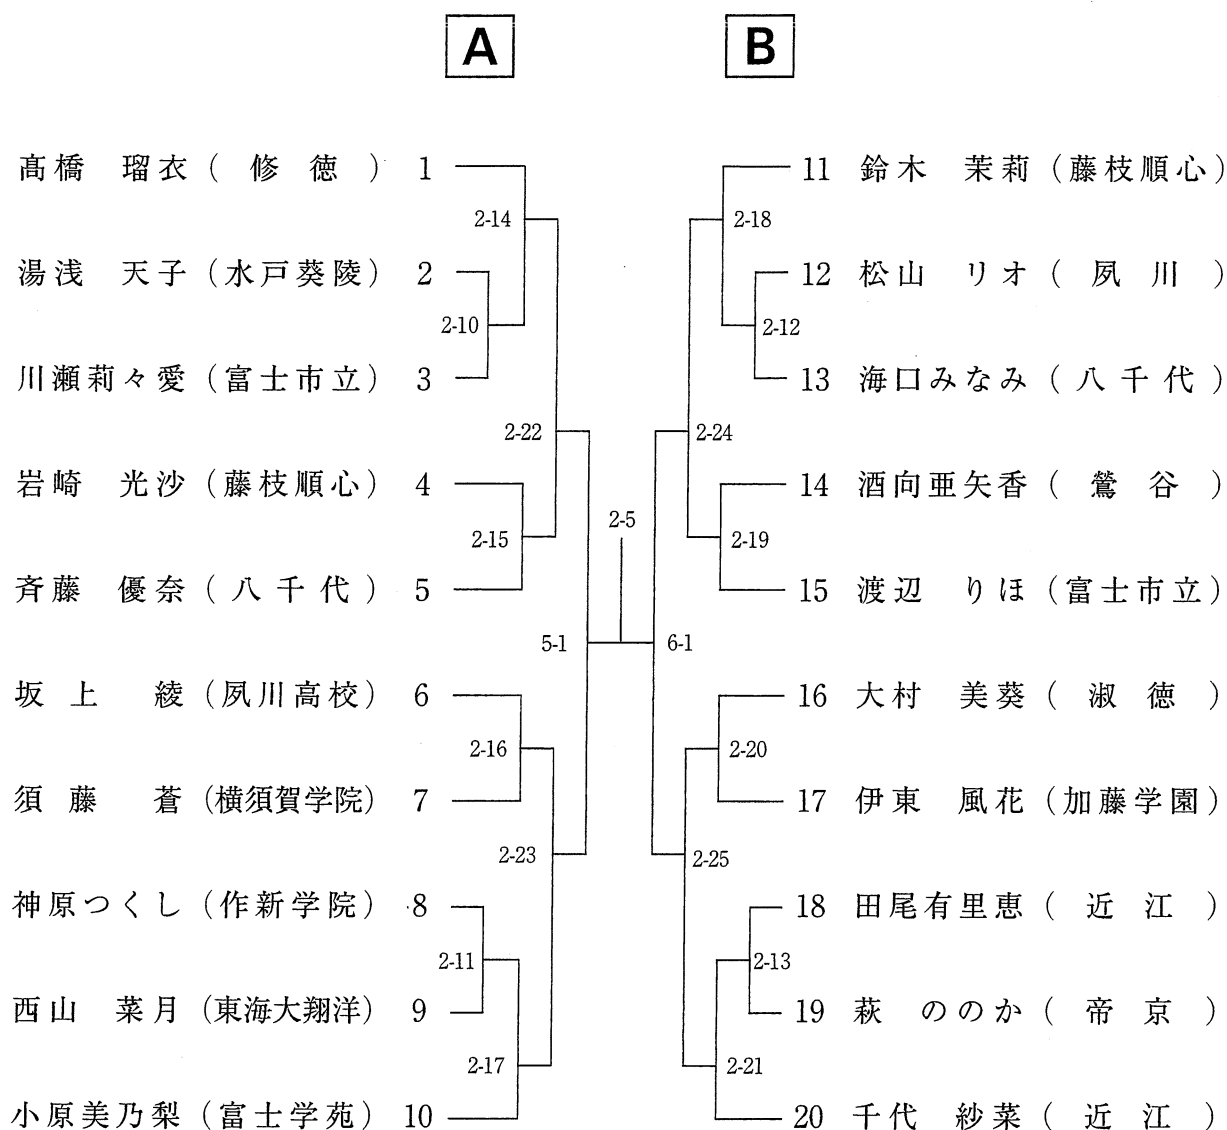 A B
髙橋 瑠衣 ( 修 徳 ) 1 11 鈴木 茉莉 (藤枝順心)
2-14 2-18
湯浅 天子 (水戸葵陵) 2 12 松山 リオ ( 夙 川 )
2-10 2-12
川瀬莉々愛 (富士市立) 3 13 海口みなみ ( 八 千 代 )
2-22 2-24
岩崎 光沙 (藤枝順心) 4 14 酒向亜矢香 ( 鶯 谷 )
2-5
2-15 2-19
斉藤 優奈 ( 八 千 代 ) 5 15 渡辺 りほ (富士市立)
5-1 6-1
坂 上 綾 (夙川高校) 6 16 大村 美葵 ( 淑 徳 )
2-16 2-20
須 藤 蒼 (横須賀学院) 7 17 伊東 風花 (加藤学園)
2-23 2-25
神原つくし (作新学院) 8 18 田尾有里恵 ( 近 江 )
2-11 2-13
西山 菜月 (東海大翔洋) 9 19 萩 ののか ( 帝 京 )
2-17 2-21
小原美乃梨 (富士学苑) 10 20 千代 紗菜 ( 近 江 )